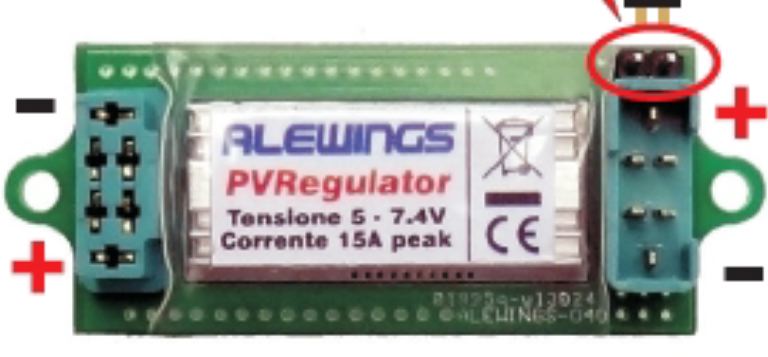 ALEWINGS
PVRegulator
Tensione 5 - 7.4V
Corrente 15A peak
CE
- +
+ -